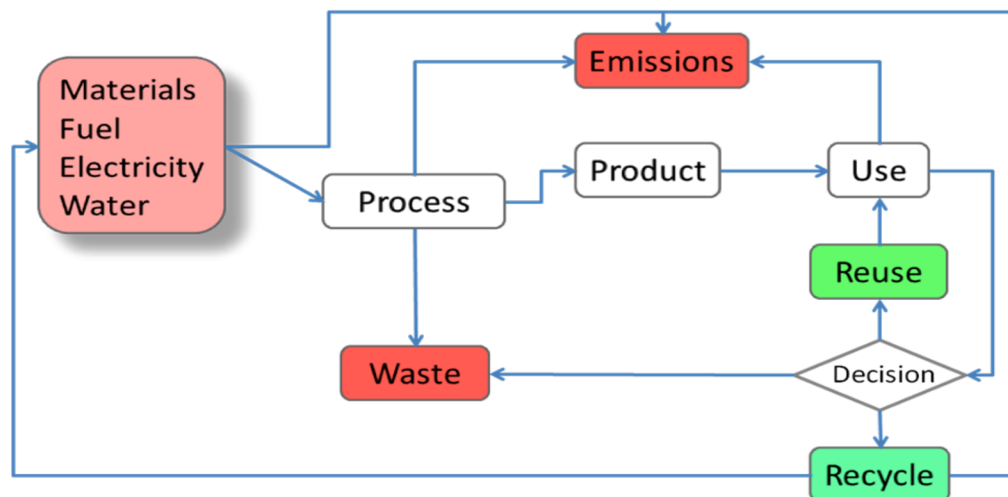 Emissions
Materials
Fuel
Electricity
Water
Process
Product
Use
Reuse
Waste
Decision
Recycle